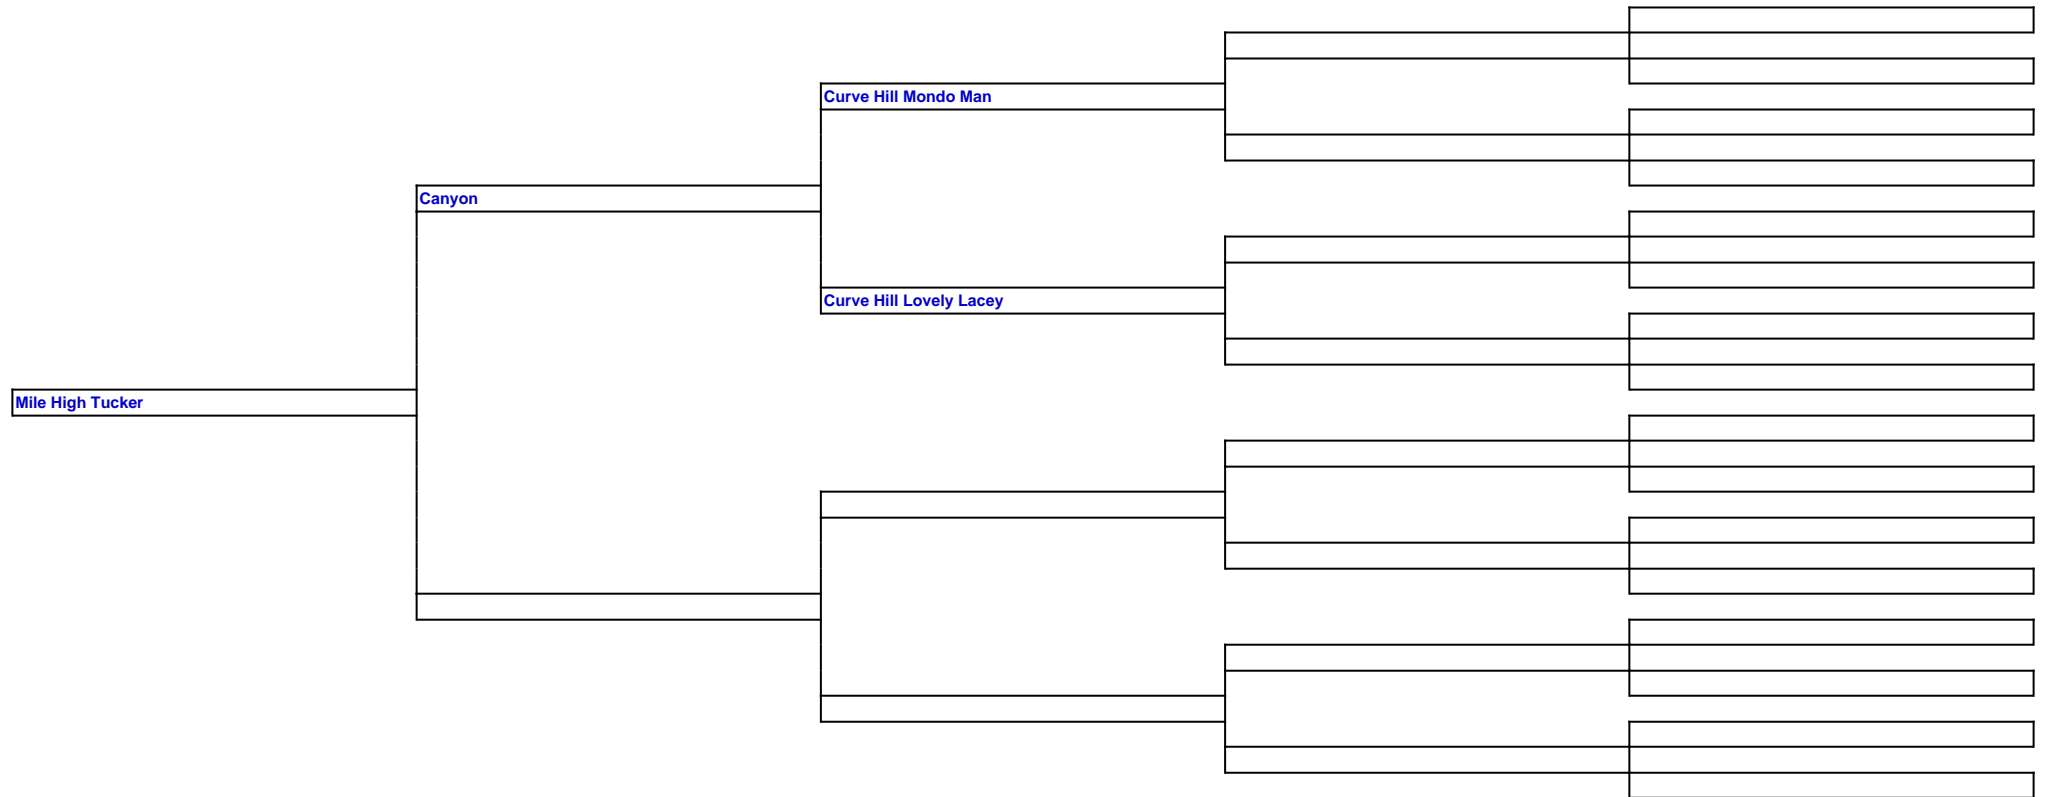 Curve Hill Mondo Man
Canyon
Curve Hill Lovely Lacey
Mile High Tucker